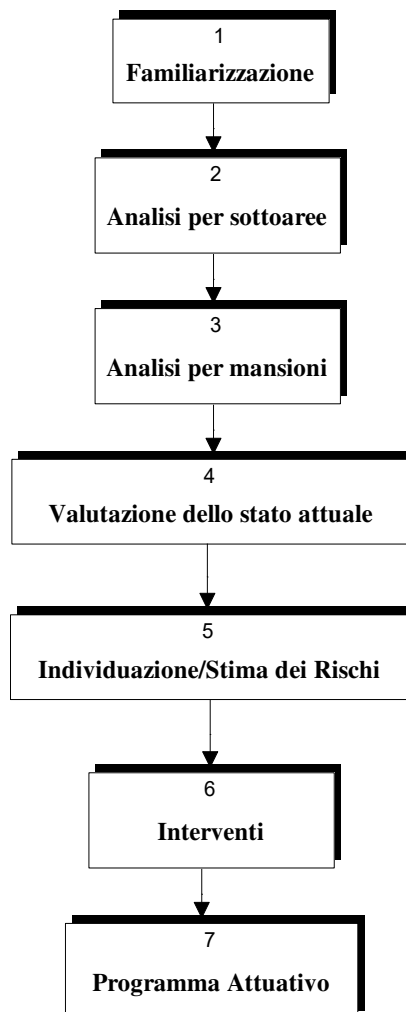 1
Familiarizzazione
2
Analisi per sottoaree
3
Analisi per mansioni
4
Valutazione dello stato attuale
5
Individuazione/Stima dei Rischi
6
Interventi
7
Programma Attuativo